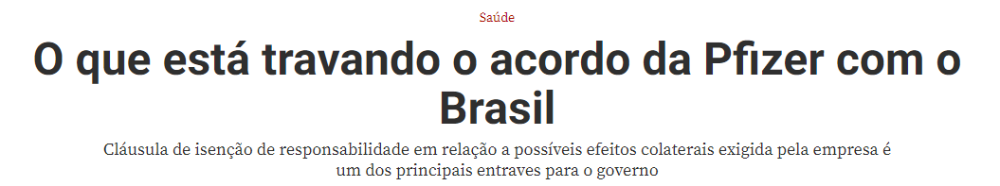 Saúde
O que está travando o acordo da Pfizer com o
Brasil
Cláusula de isenção de responsabilidade em relação a possíveis efeitos colaterais exigida pela empresa é
um dos principais entraves para o governo